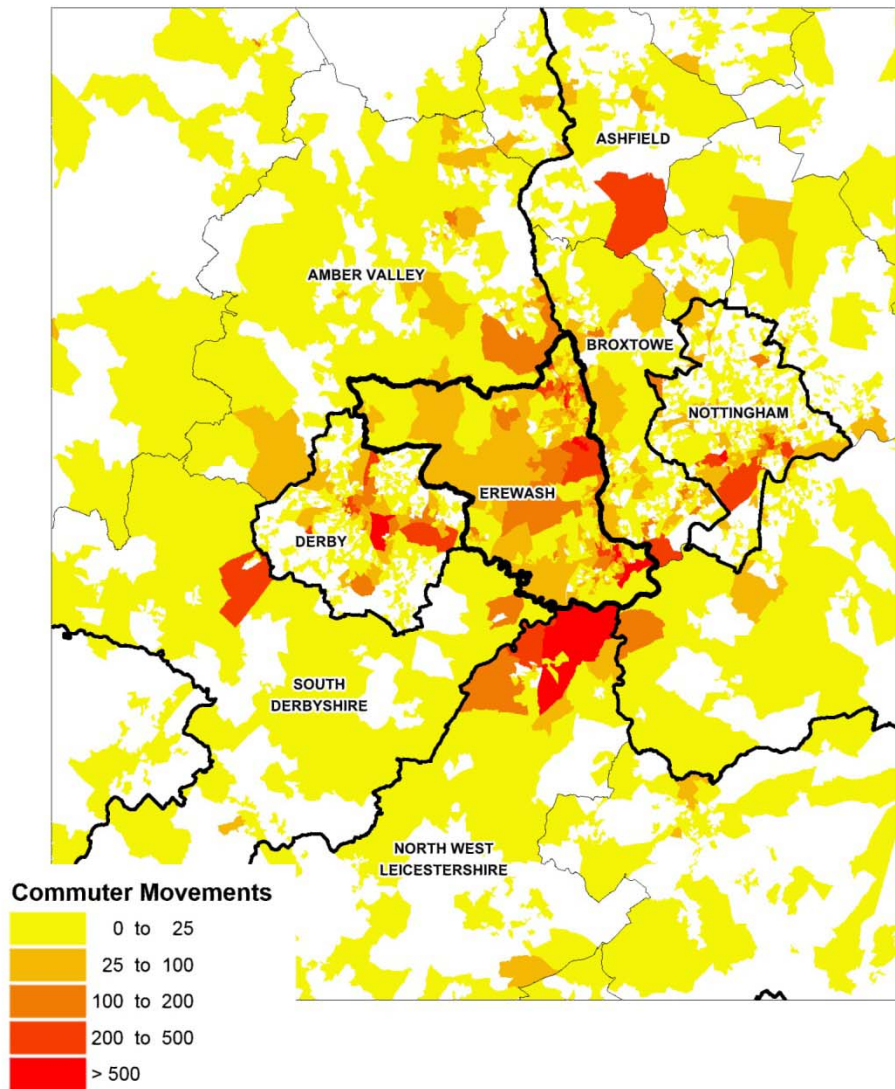 ASHFIELD
AMBER VALLEY
BROXTOWE
NOTTINGHAM
EREWASH
DERBY
SOUTH
DERBYSHIRE
NORTH WEST
LEICESTERSHIRE
Commuter Movements
0 to 25
25 to 100
100 to 200
200 to 500
> 500